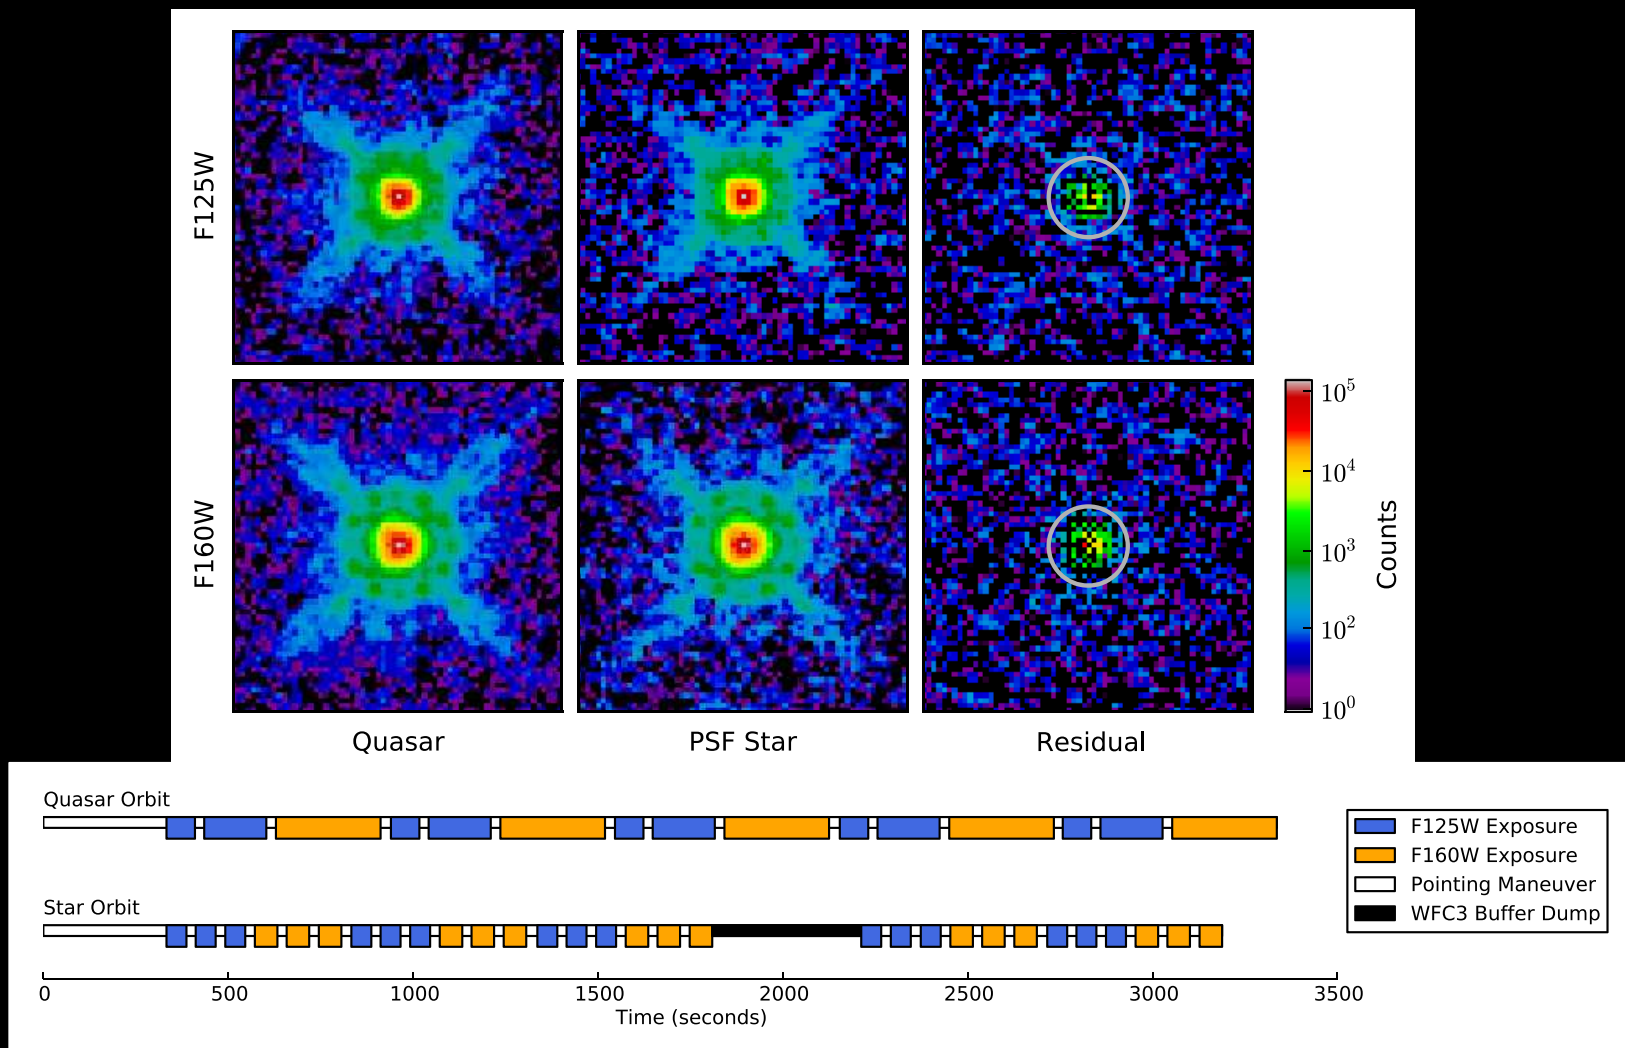 F125W
F160W
10^5
10^4
10^3
10^2
10^0
Counts
Quasar
PSF Star
Residual
Quasar Orbit
Star Orbit
F125W Exposure
F160W Exposure
Pointing Maneuver
WFC3 Buffer Dump
0 500 1000 1500 2000 2500 3000 3500
Time (seconds)